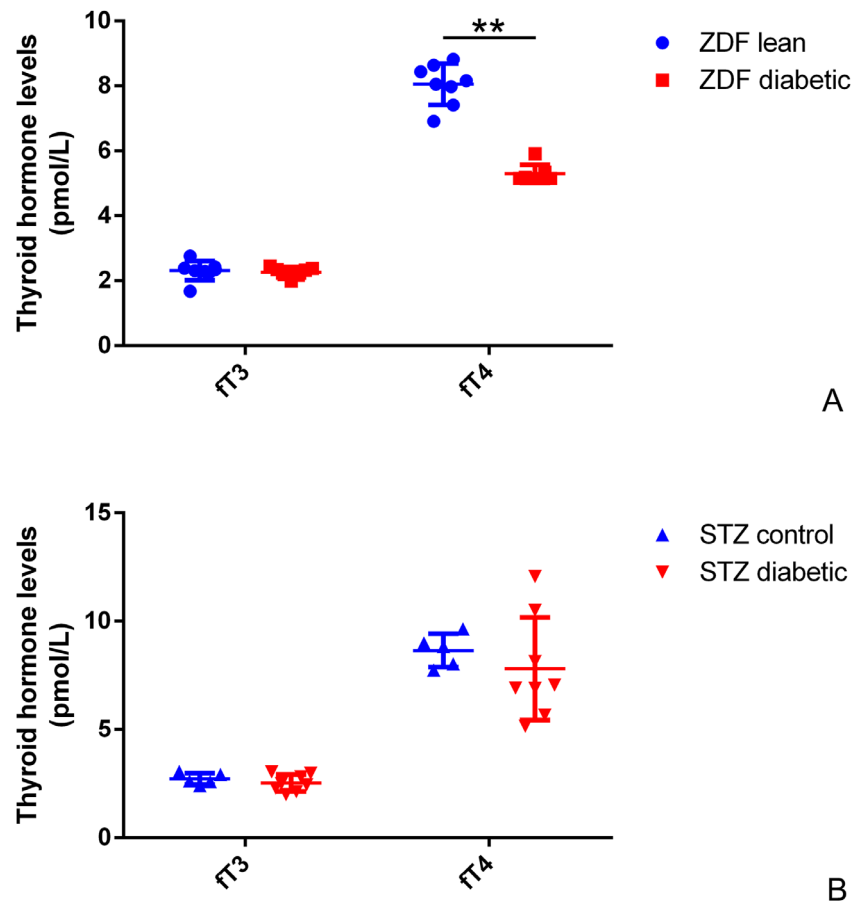 10
8
6
4
2
0
Thyroid hormone levels
(pmol/L)
**
ZDF lean
ZDF diabetic
fT3
fT4
A
15
10
5
0
Thyroid hormone levels
(pmol/L)
STZ control
STZ diabetic
fT3
fT4
B